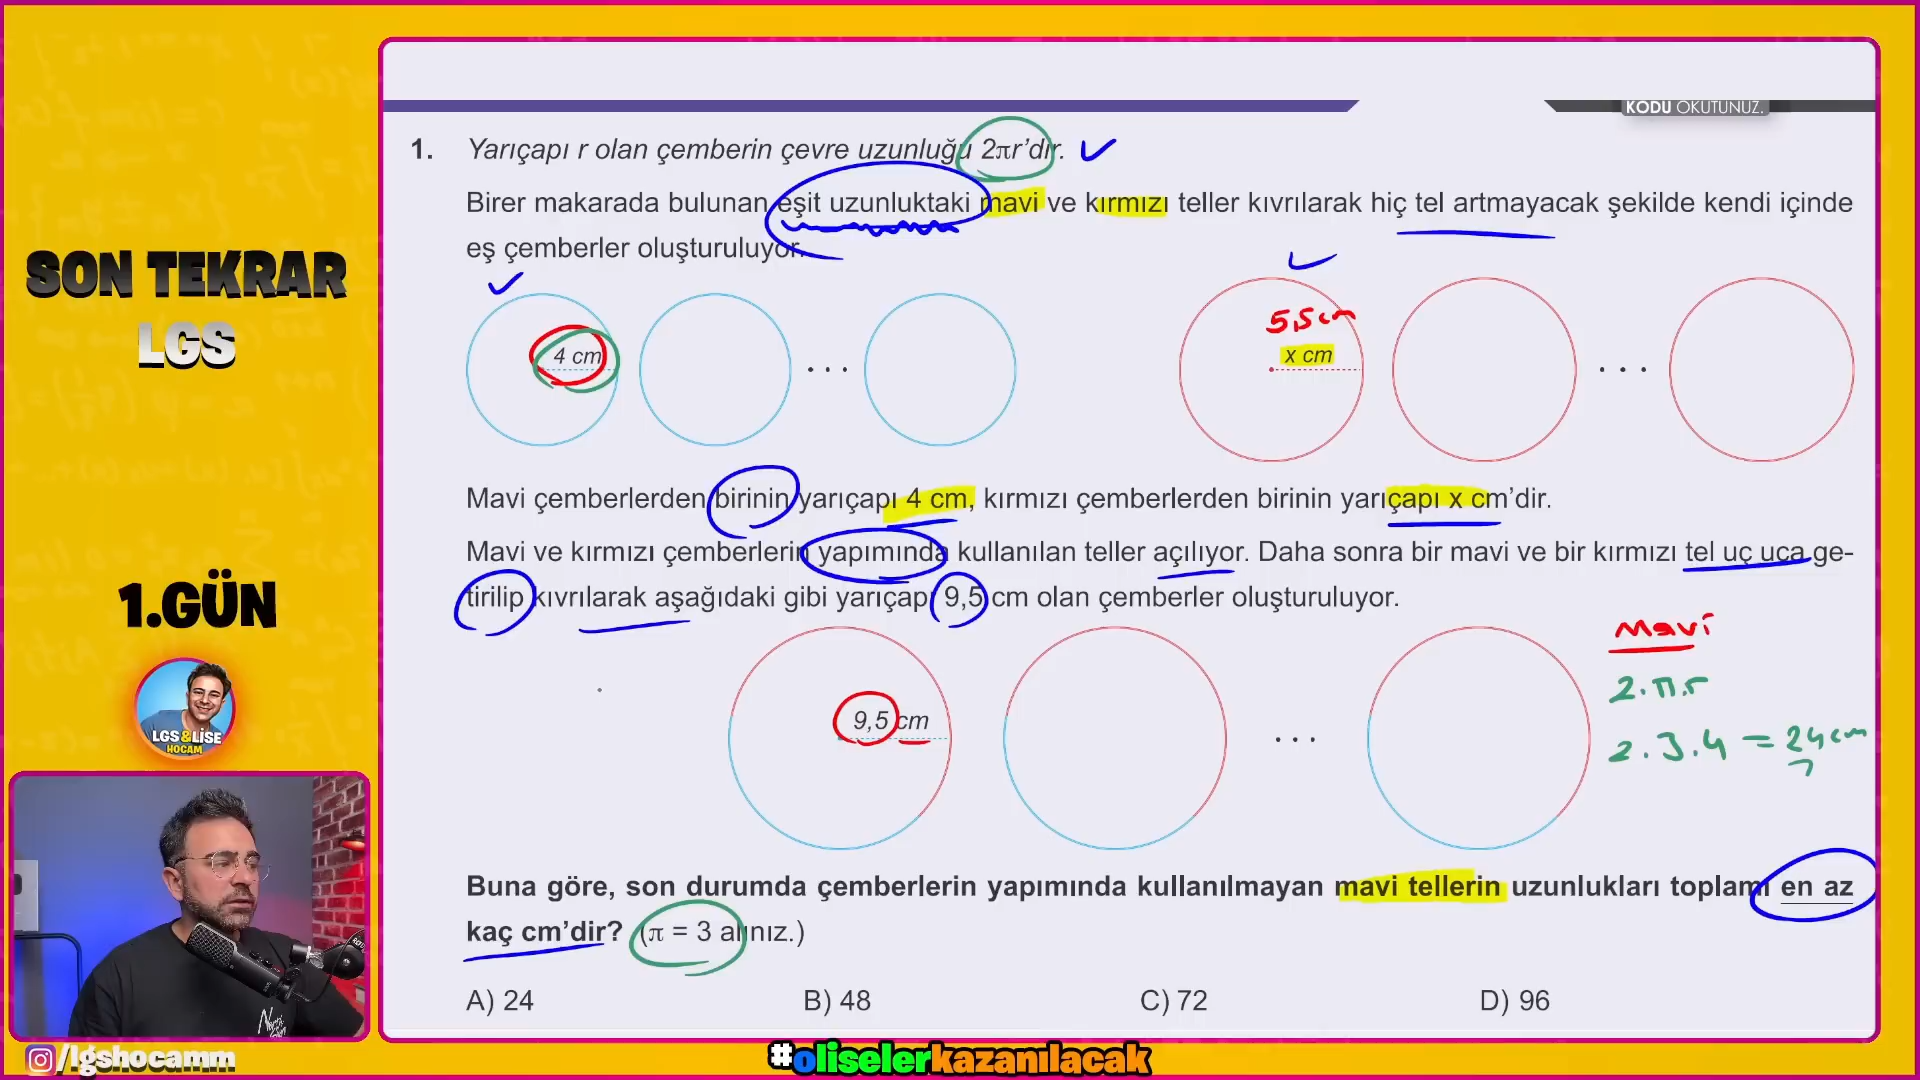 KODU OKUTUNUZ.
1. Yarıçapı r olan çemberin çevre uzunluğu 2πr’dir.
Birer makarada bulunan eşit uzunluktaki mavi ve kırmızı teller kıvrılarak hiç tel artmayacak şekilde kendi içinde
eş çemberler oluşturuluyor.
SON TEKRAR
LGS
4 cm
. . .
5,5 cm
x cm
. . .
Mavi çemberlerden birinin yarıçapı 4 cm, kırmızı çemberlerden birinin yarıçapı x cm’dir.
Mavi ve kırmızı çemberlerin yapımında kullanılan teller açılıyor. Daha sonra bir mavi ve bir kırmızı tel uç uca ge-
tirilip kıvrılarak aşağıdaki gibi yarıçapı 9,5 cm olan çemberler oluşturuluyor.
1.GÜN
Mavi
2.π.r
2.3.4 = 24 cm
9,5 cm
. . .
LGS&LİSE
HOCAM
Buna göre, son durumda çemberlerin yapımında kullanılmayan mavi tellerin uzunlukları toplamı en az
kaç cm’dir? (π = 3 alınız.)
A) 24
B) 48
C) 72
D) 96
/lgshocamm
#oliselerkazanılacak